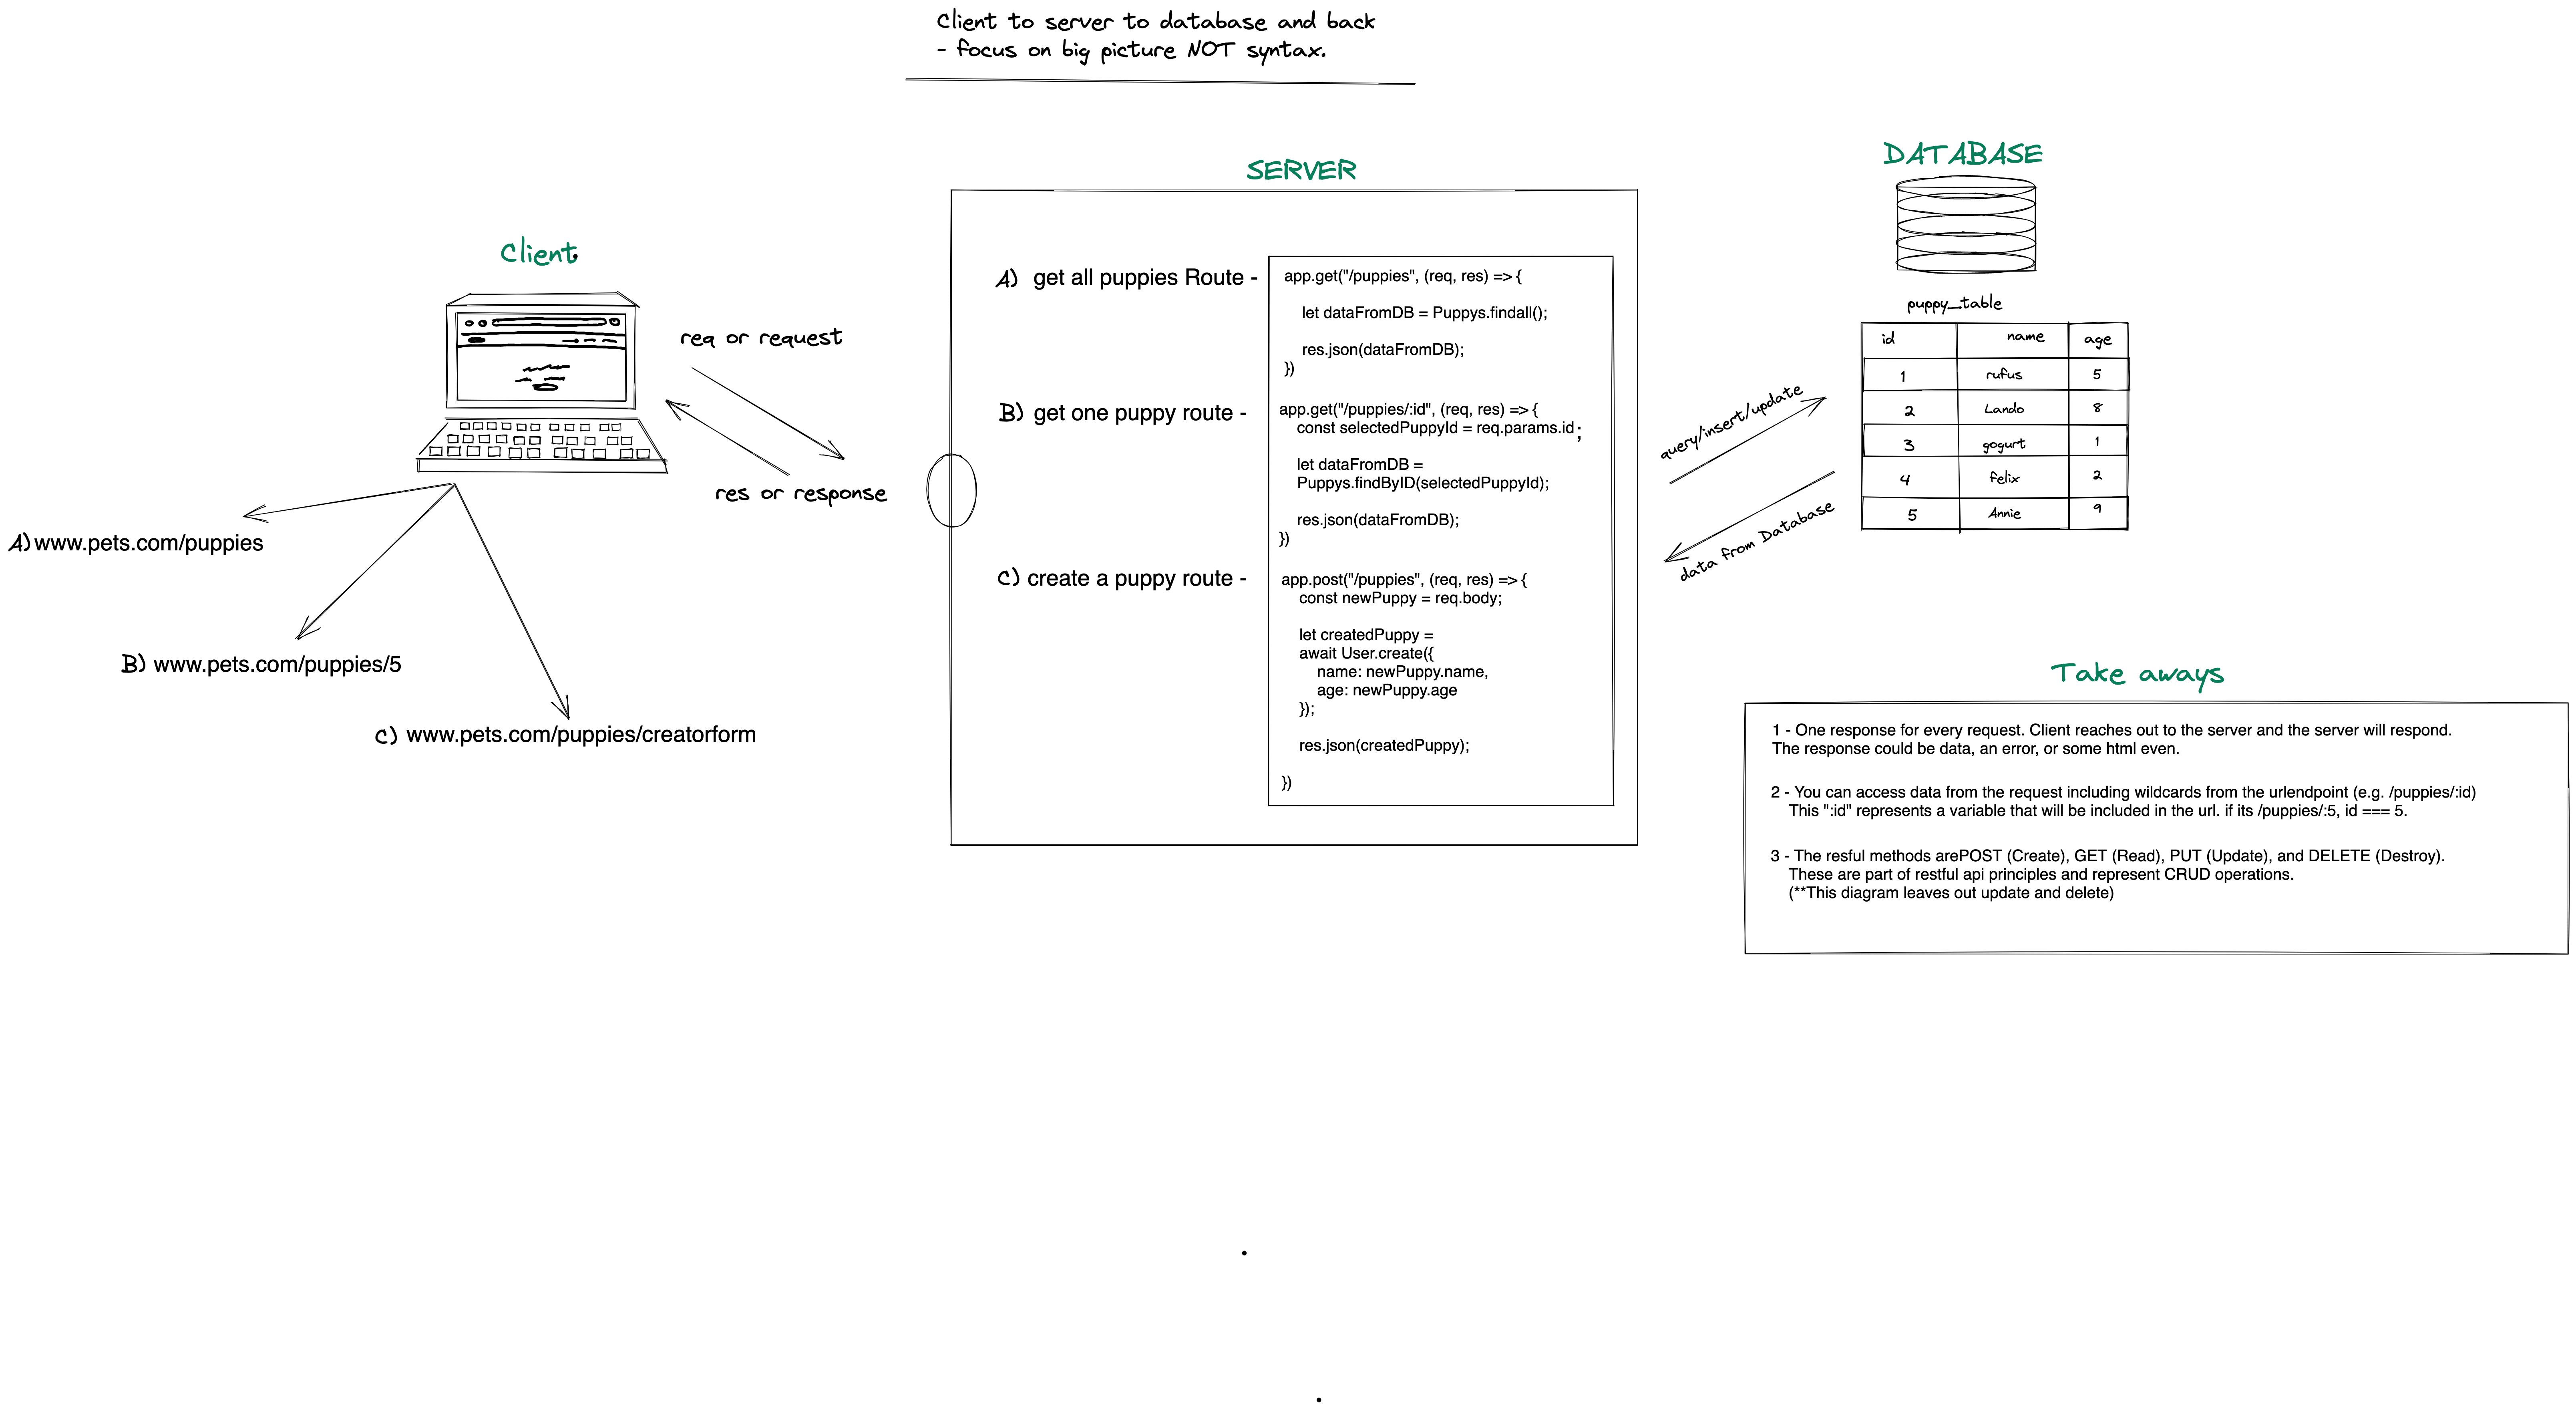 Client to server to database and back
- focus on big picture NOT syntax.
Client
req or request
res or response
A) www.pets.com/puppies
B) www.pets.com/puppies/5
C) www.pets.com/puppies/creatorform
SERVER
A) get all puppies Route -
app.get("/puppies", (req, res) => {
let dataFromDB = Puppys.findall();
res.json(dataFromDB);
})
B) get one puppy route -
app.get("/puppies/:id", (req, res) => {
const selectedPuppyId = req.params.id;
let dataFromDB =
Puppys.findByID(selectedPuppyId);
res.json(dataFromDB);
})
C) create a puppy route -
app.post("/puppies", (req, res) => {
const newPuppy = req.body;
let createdPuppy =
await User.create({
name: newPuppy.name,
age: newPuppy.age
});
res.json(createdPuppy);
})
query/insert/update
data from Database
DATABASE
puppy_table
id name age
1 rufus 5
2 Lando 8
3 gogurt 1
4 felix 2
5 Annie 9
Take aways
1 - One response for every request. Client reaches out to the server and the server will respond.
The response could be data, an error, or some html even.
2 - You can access data from the request including wildcards from the urlendpoint (e.g. /puppies/:id)
This ":id" represents a variable that will be included in the url. if its /puppies/:5, id === 5.
3 - The resful methods arePOST (Create), GET (Read), PUT (Update), and DELETE (Destroy).
These are part of restful api principles and represent CRUD operations.
(**This diagram leaves out update and delete)